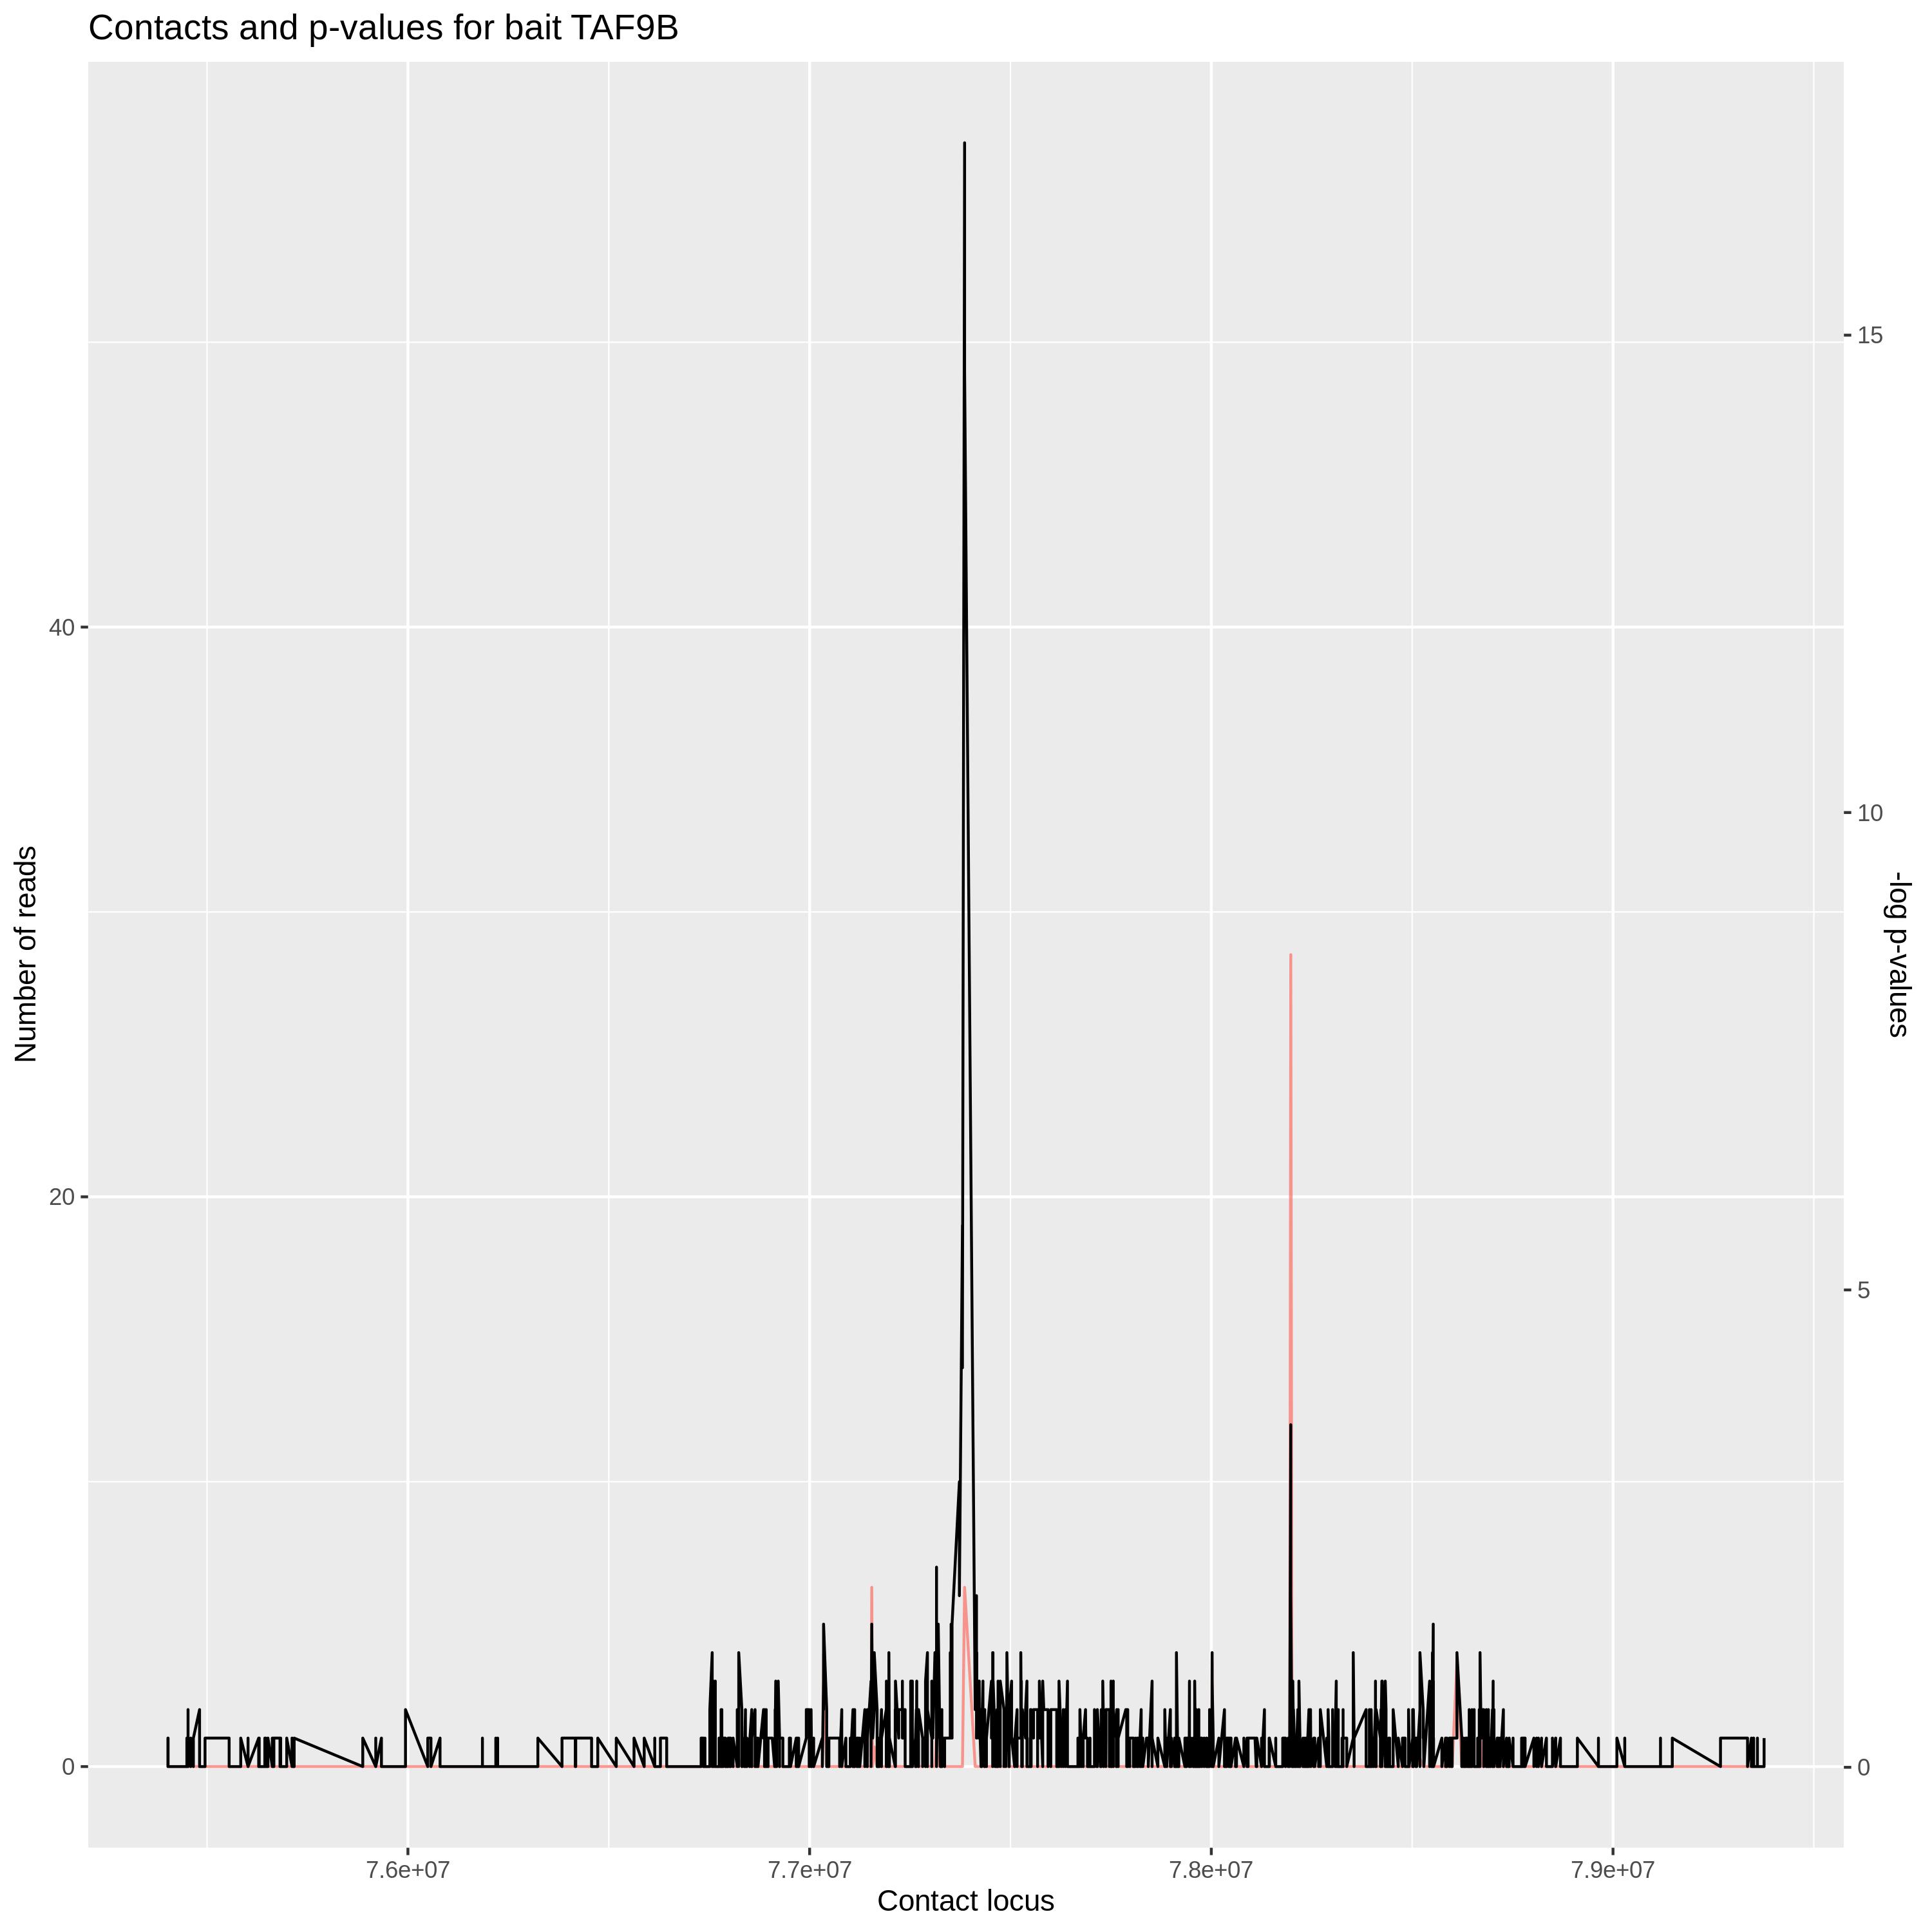 Contacts and p-values for bait TAF9B
40
20
0
Number of reads
15
10
5
0
-log p-values
7.6e+07 7.7e+07 7.8e+07 7.9e+07
Contact locus